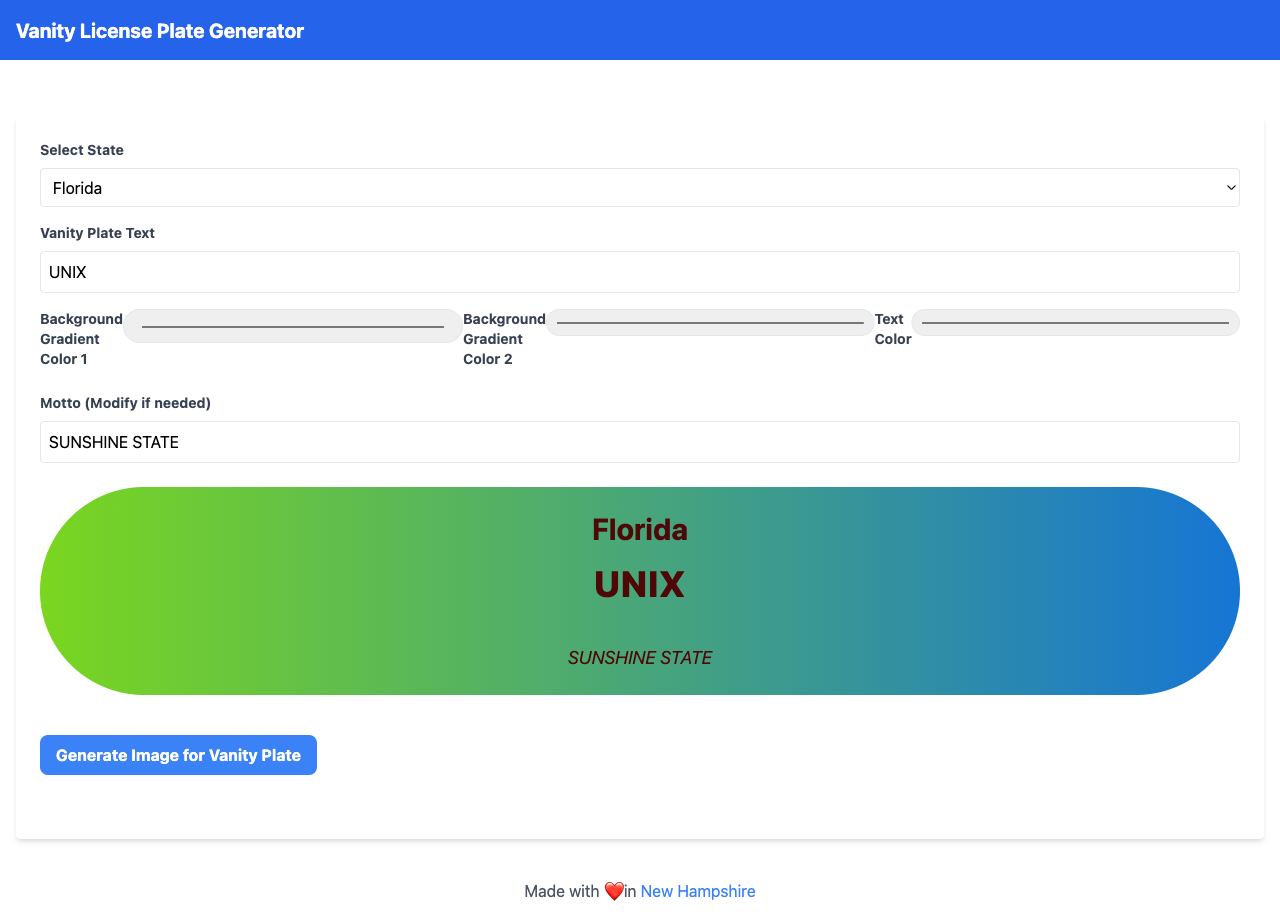 Vanity License Plate Generator
Select State
Florida
Vanity Plate Text
UNIX
Background
Gradient
Color 1
Background
Gradient
Color 2
Text
Color
Motto (Modify if needed)
SUNSHINE STATE
Florida
UNIX
SUNSHINE STATE
Generate Image for Vanity Plate
Made with ❤️in New Hampshire